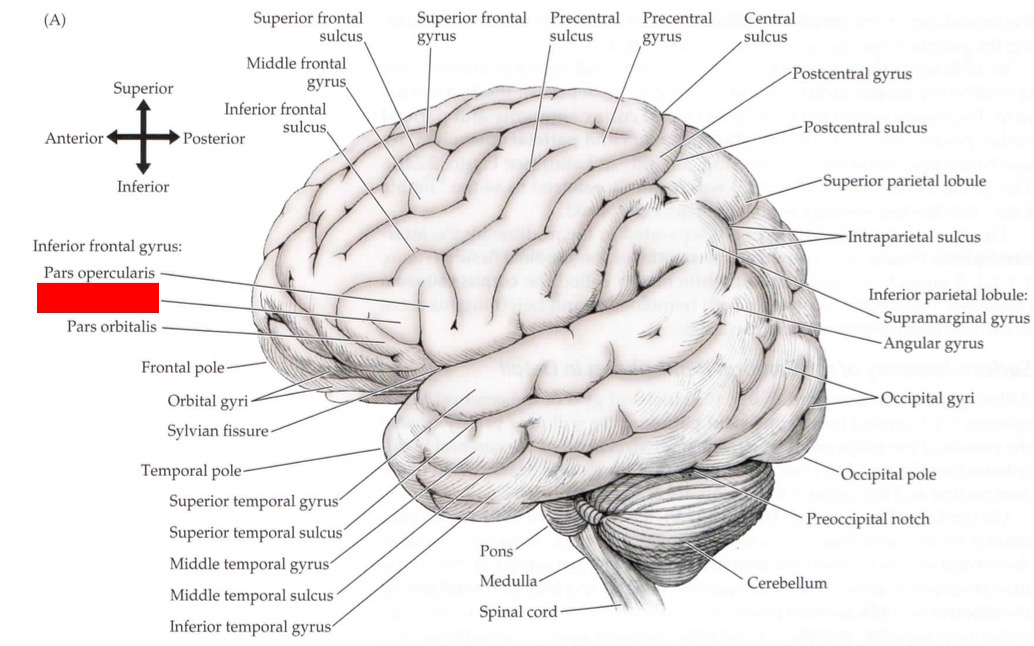 (A)
Superior frontal
sulcus
Superior frontal
gyrus
Precentral
sulcus
Precentral
gyrus
Central
sulcus
Middle frontal
gyrus
Inferior frontal
sulcus
Postcentral gyrus
Postcentral sulcus
Superior parietal lobule
Intraparietal sulcus
Inferior parietal lobule:
Supramarginal gyrus
Angular gyrus
Occipital gyri
Occipital pole
Preoccipital notch
Cerebellum
Superior
Anterior
Posterior
Inferior
Inferior frontal gyrus:
Pars opercularis
Pars orbitalis
Frontal pole
Orbital gyri
Sylvian fissure
Temporal pole
Superior temporal gyrus
Superior temporal sulcus
Middle temporal gyrus
Middle temporal sulcus
Inferior temporal gyrus
Pons
Medulla
Spinal cord